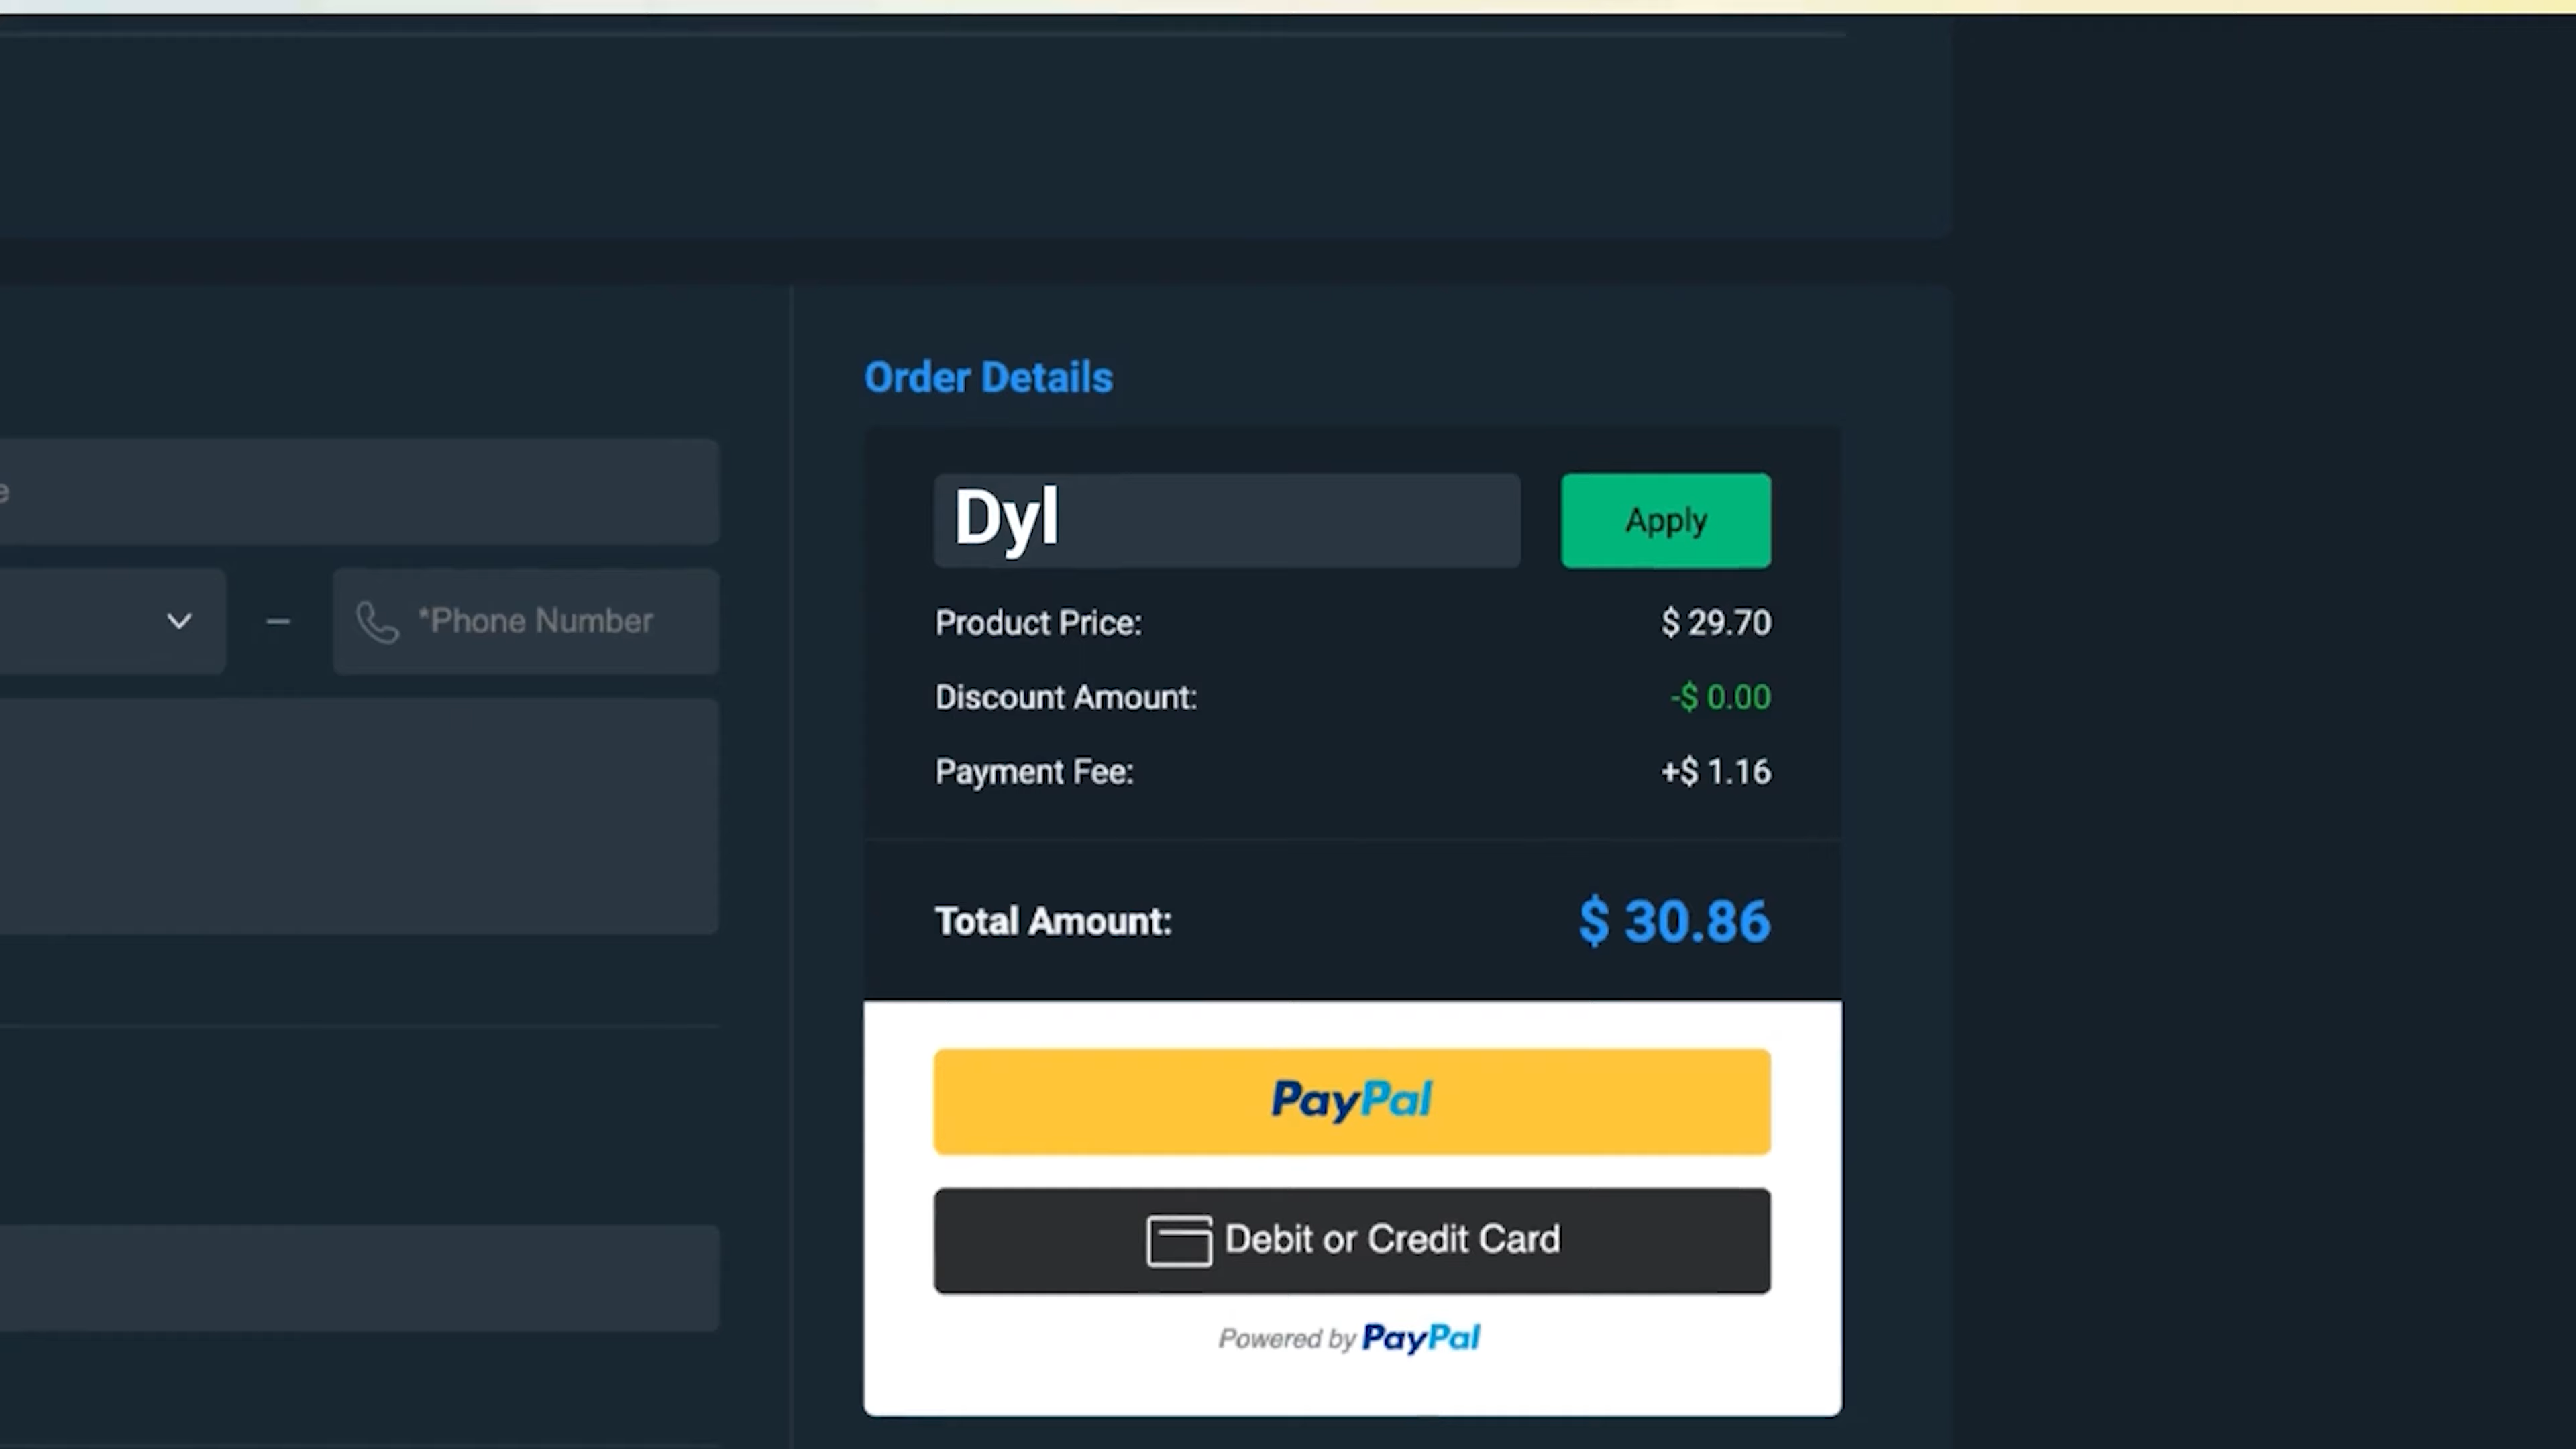 Order Details
Dyl
Apply
*Phone Number
Product Price: $ 29.70
Discount Amount: -$ 0.00
Payment Fee: +$ 1.16
Total Amount: $ 30.86
PayPal
Debit or Credit Card
Powered by PayPal